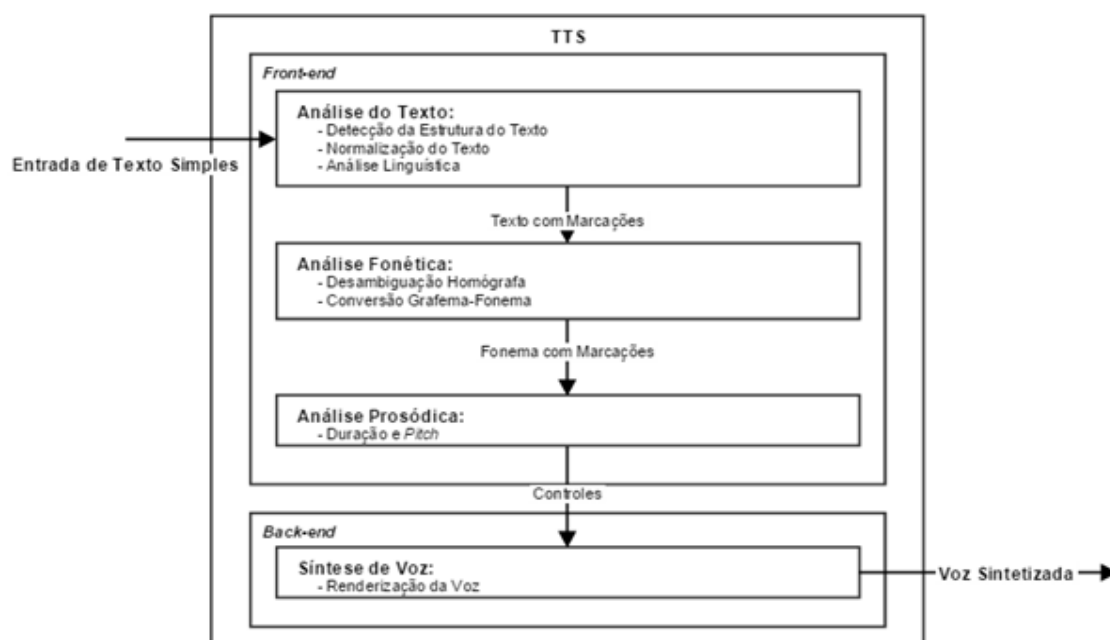 TTS
Front-end
Análise do Texto:
- Detecção da Estrutura do Texto
- Normalização do Texto
- Análise Linguística
Entrada de Texto Simples
Texto com Marcações
Análise Fonética:
- Desambiguação Homógrafa
- Conversão Grafema-Fonema
Fonema com Marcações
Análise Prosódica:
- Duração e Pitch
Controles
Back-end
Síntese de Voz:
- Renderização da Voz
Voz Sintetizada